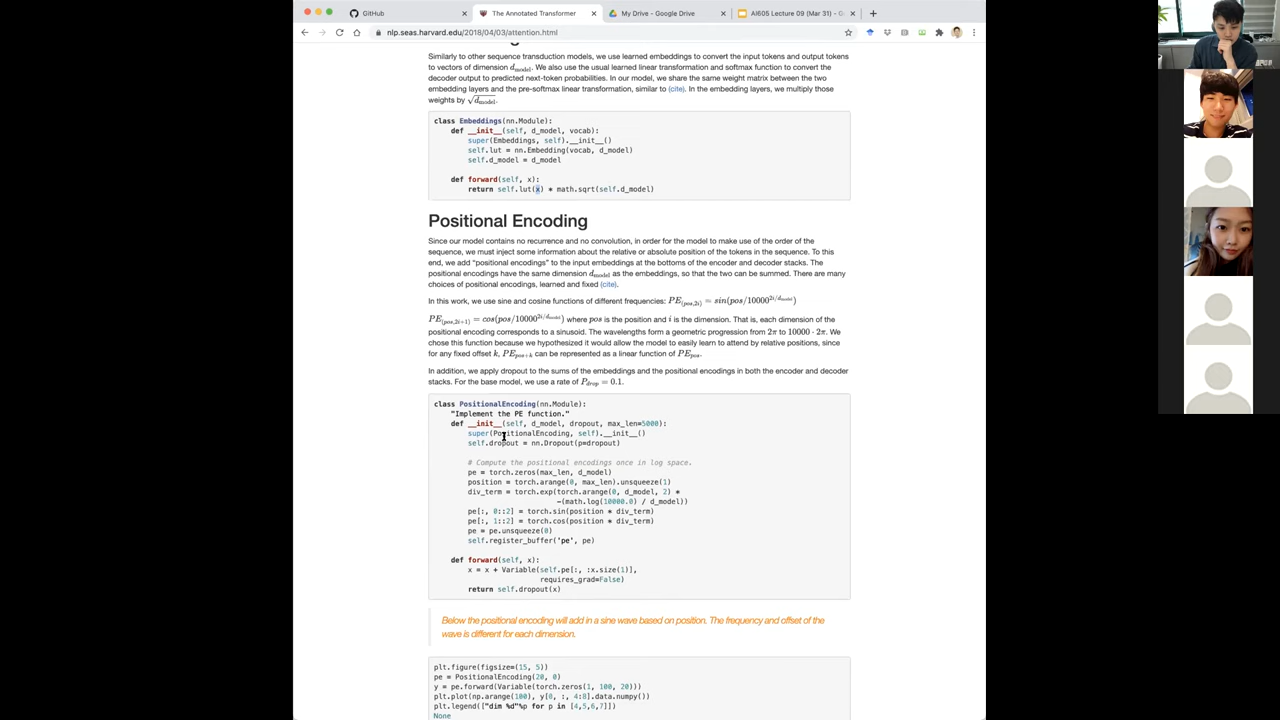 GitHub
The Annotated Transformer
My Drive - Google Drive
AI605 Lecture 09 (Mar 31) - G
nlp.seas.harvard.edu/2018/04/03/attention.html
Similarly to other sequence transduction models, we use learned embeddings to convert the input tokens and output tokens
to vectors of dimension d_model. We also use the usual learned linear transformation and softmax function to convert the
decoder output to predicted next-token probabilities. In our model, we share the same weight matrix between the two
embedding layers and the pre-softmax linear transformation, similar to (cite). In the embedding layers, we multiply those
weights by √d_model.
class Embeddings(nn.Module):
def __init__(self, d_model, vocab):
super(Embeddings, self).__init__()
self.lut = nn.Embedding(vocab, d_model)
self.d_model = d_model
def forward(self, x):
return self.lut(x) * math.sqrt(self.d_model)
Positional Encoding
Since our model contains no recurrence and no convolution, in order for the model to make use of the order of the
sequence, we must inject some information about the relative or absolute position of the tokens in the sequence. To this
end, we add “positional encodings” to the input embeddings at the bottoms of the encoder and decoder stacks. The
positional encodings have the same dimension d_model as the embeddings, so that the two can be summed. There are many
choices of positional encodings, learned and fixed (cite).
In this work, we use sine and cosine functions of different frequencies: PE_(pos,2i) = sin(pos/10000^{2i/d_model})
PE_(pos,2i+1) = cos(pos/10000^{2i/d_model}) where pos is the position and i is the dimension. That is, each dimension of the
positional encoding corresponds to a sinusoid. The wavelengths form a geometric progression from 2π to 10000 · 2π. We
chose this function because we hypothesized it would allow the model to easily learn to attend by relative positions, since
for any fixed offset k, PE_{pos+k} can be represented as a linear function of PE_pos.
In addition, we apply dropout to the sums of the embeddings and the positional encodings in both the encoder and decoder
stacks. For the base model, we use a rate of P_drop = 0.1.
class PositionalEncoding(nn.Module):
"Implement the PE function."
def __init__(self, d_model, dropout, max_len=5000):
super(PositionalEncoding, self).__init__()
self.dropout = nn.Dropout(p=dropout)
# Compute the positional encodings once in log space.
pe = torch.zeros(max_len, d_model)
position = torch.arange(0, max_len).unsqueeze(1)
div_term = torch.exp(torch.arange(0, d_model, 2) *
-(math.log(10000.0) / d_model))
pe[:, 0::2] = torch.sin(position * div_term)
pe[:, 1::2] = torch.cos(position * div_term)
pe = pe.unsqueeze(0)
self.register_buffer('pe', pe)
def forward(self, x):
x = x + Variable(self.pe[:, :x.size(1)],
requires_grad=False)
return self.dropout(x)
Below the positional encoding will add in a sine wave based on position. The frequency and offset of the
wave is different for each dimension.
plt.figure(figsize=(15, 5))
pe = PositionalEncoding(20, 0)
y = pe.forward(Variable(torch.zeros(1, 100, 20)))
plt.plot(np.arange(100), y[0, :, 4:8].data.numpy())
plt.legend(["dim %d"%p for p in [4,5,6,7]])
None